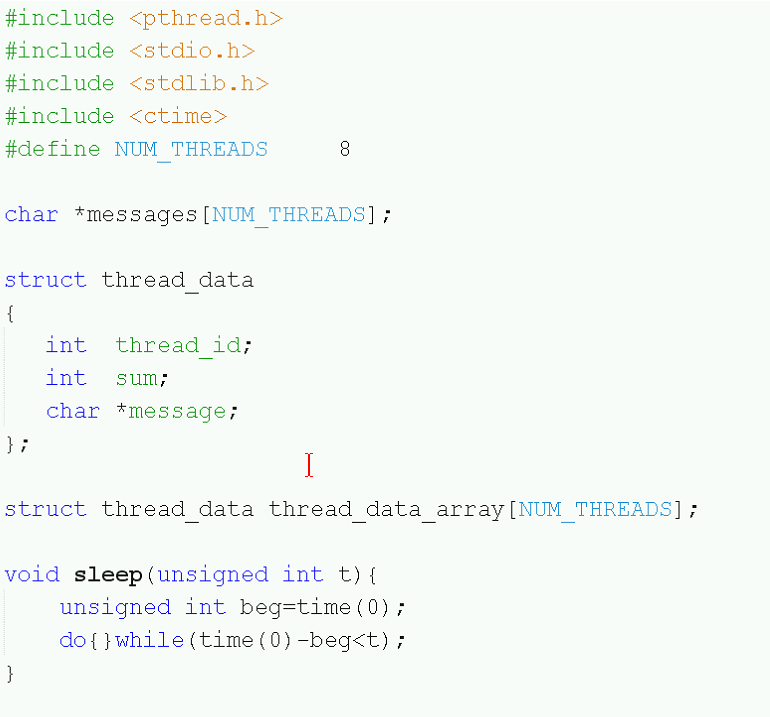 #include <pthread.h>
#include <stdio.h>
#include <stdlib.h>
#include <ctime>
#define NUM_THREADS     8
char *messages[NUM_THREADS];
struct thread_data
{
   int  thread_id;
   int  sum;
   char *message;
};
struct thread_data thread_data_array[NUM_THREADS];
void sleep(unsigned int t){
    unsigned int beg=time(0);
    do{}while(time(0)-beg<t);
}